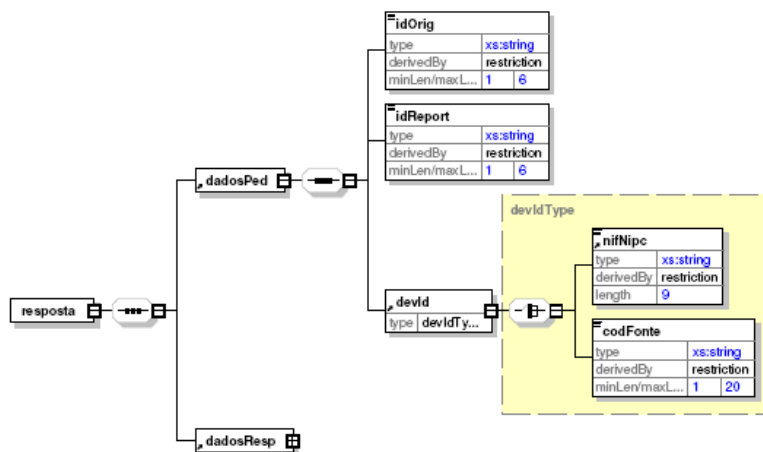 idOrig
type xs:string
derivedBy restriction
minLen/maxL... 1 6
idReport
type xs:string
derivedBy restriction
minLen/maxL... 1 6
dadosPed
devIdType
nifNipc
type xs:string
derivedBy restriction
length 9
resposta
devId
type devIdTy...
codFonte
type xs:string
derivedBy restriction
minLen/maxL... 1 20
dadosResp